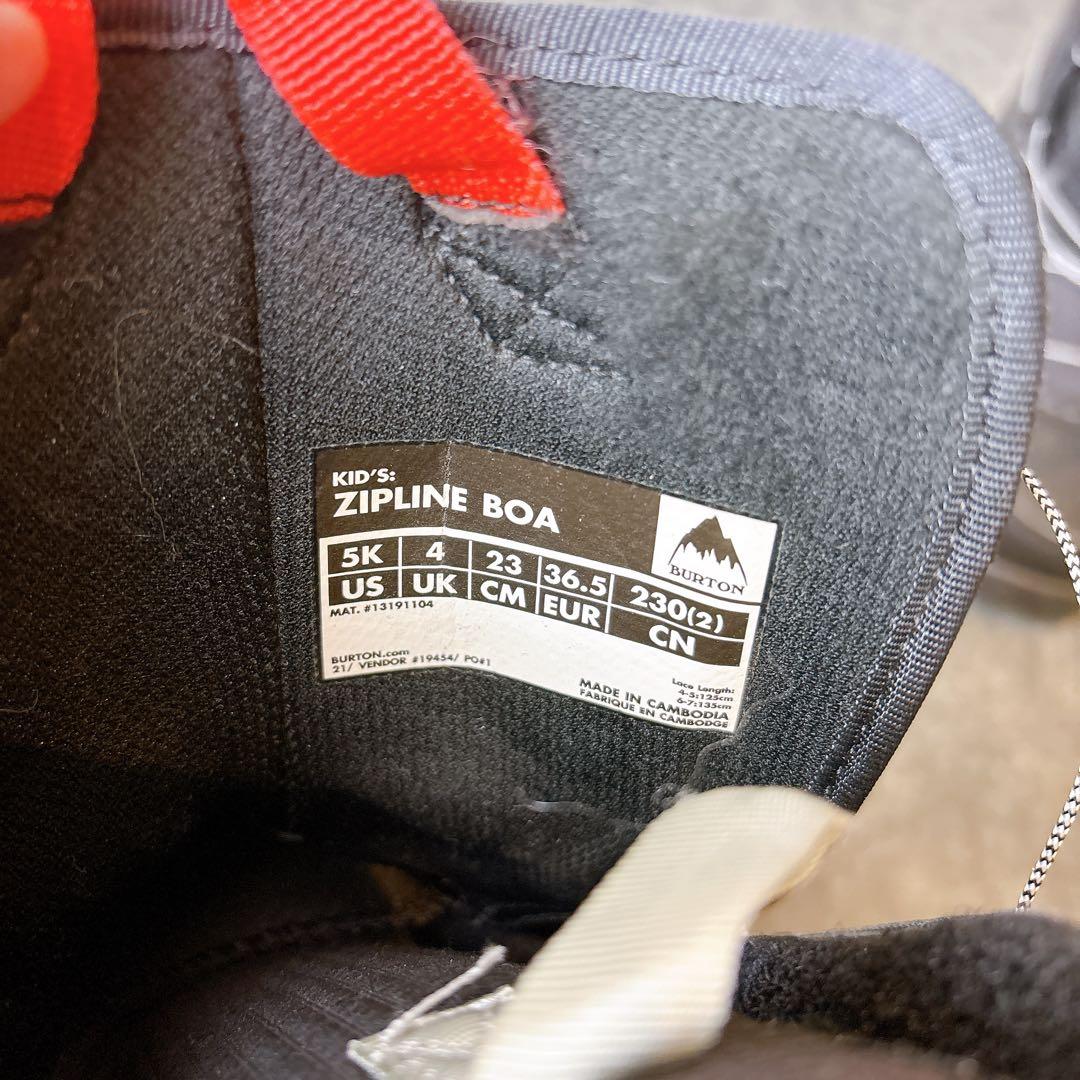 KID'S:
ZIPLINE BOA
BURTON
5K 4 23 36.5 230(2)
US UK CM EUR CN
MAT. #13191104
BURTON.com
21/ VENDOR #19454/ PO#1
MADE IN CAMBODIA
FABRIQUE EN CAMBODGE
Lace Length:
4-5:125cm
6-7:135cm